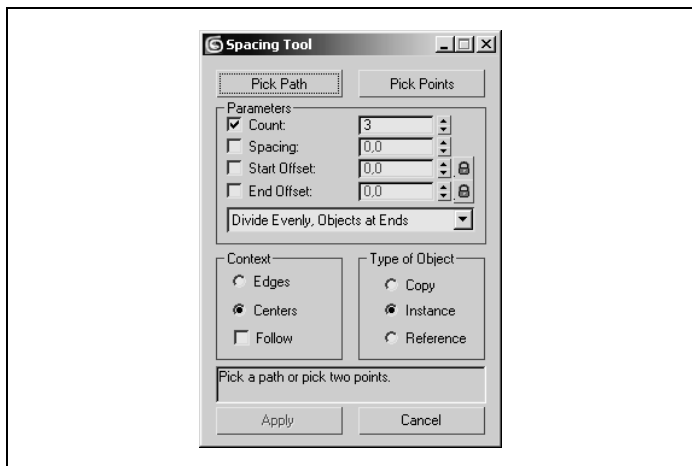 Spacing Tool
Pick Path Pick Points
Parameters
Count: 3
Spacing: 0,0
Start Offset: 0,0
End Offset: 0,0
Divide Evenly, Objects at Ends
Context Type of Object
Edges Copy
Centers Instance
Follow Reference
Pick a path or pick two points.
Apply Cancel